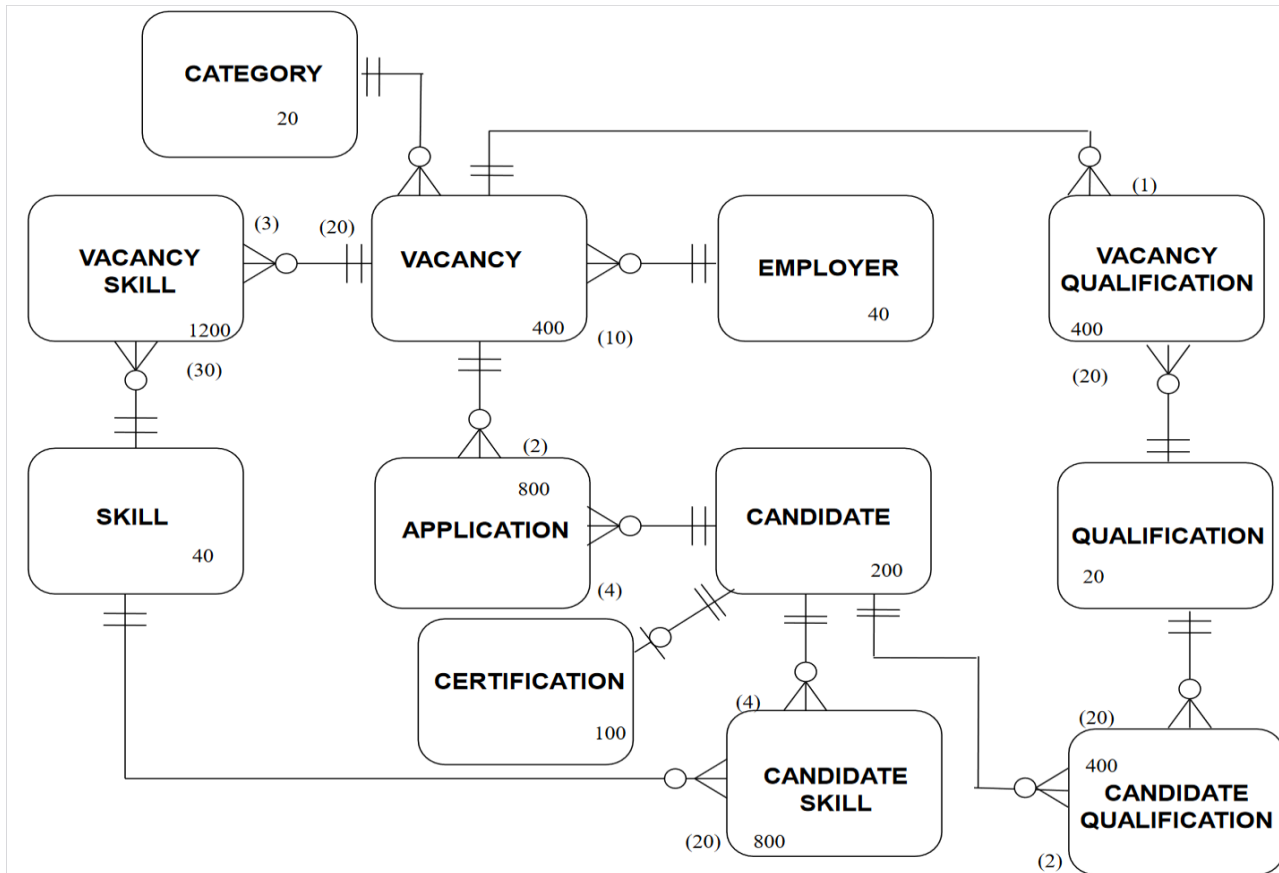 CATEGORY
20
(1)
(3)
(20)
VACANCY
SKILL
1200
VACANCY
400
EMPLOYER
40
VACANCY
QUALIFICATION
400
(10)
(30)
(20)
(2)
SKILL
40
800
APPLICATION
CANDIDATE
200
QUALIFICATION
20
(4)
CERTIFICATION
100
(4)
(20)
CANDIDATE
SKILL
800
(20)
400
CANDIDATE
QUALIFICATION
(2)